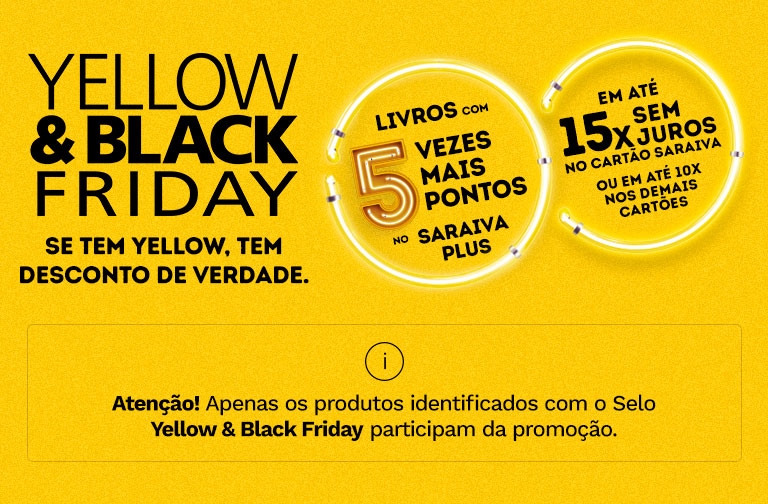 YELLOW
& BLACK
FRIDAY
SE TEM YELLOW, TEM
DESCONTO DE VERDADE.
LIVROS COM
5 VEZES
MAIS
PONTOS
NO SARAIVA
PLUS
EM ATÉ
15X SEM
JUROS
NO CARTÃO SARAIVA
OU EM ATÉ 10X
NOS DEMAIS
CARTÕES
i
Atenção! Apenas os produtos identificados com o Selo
Yellow & Black Friday participam da promoção.